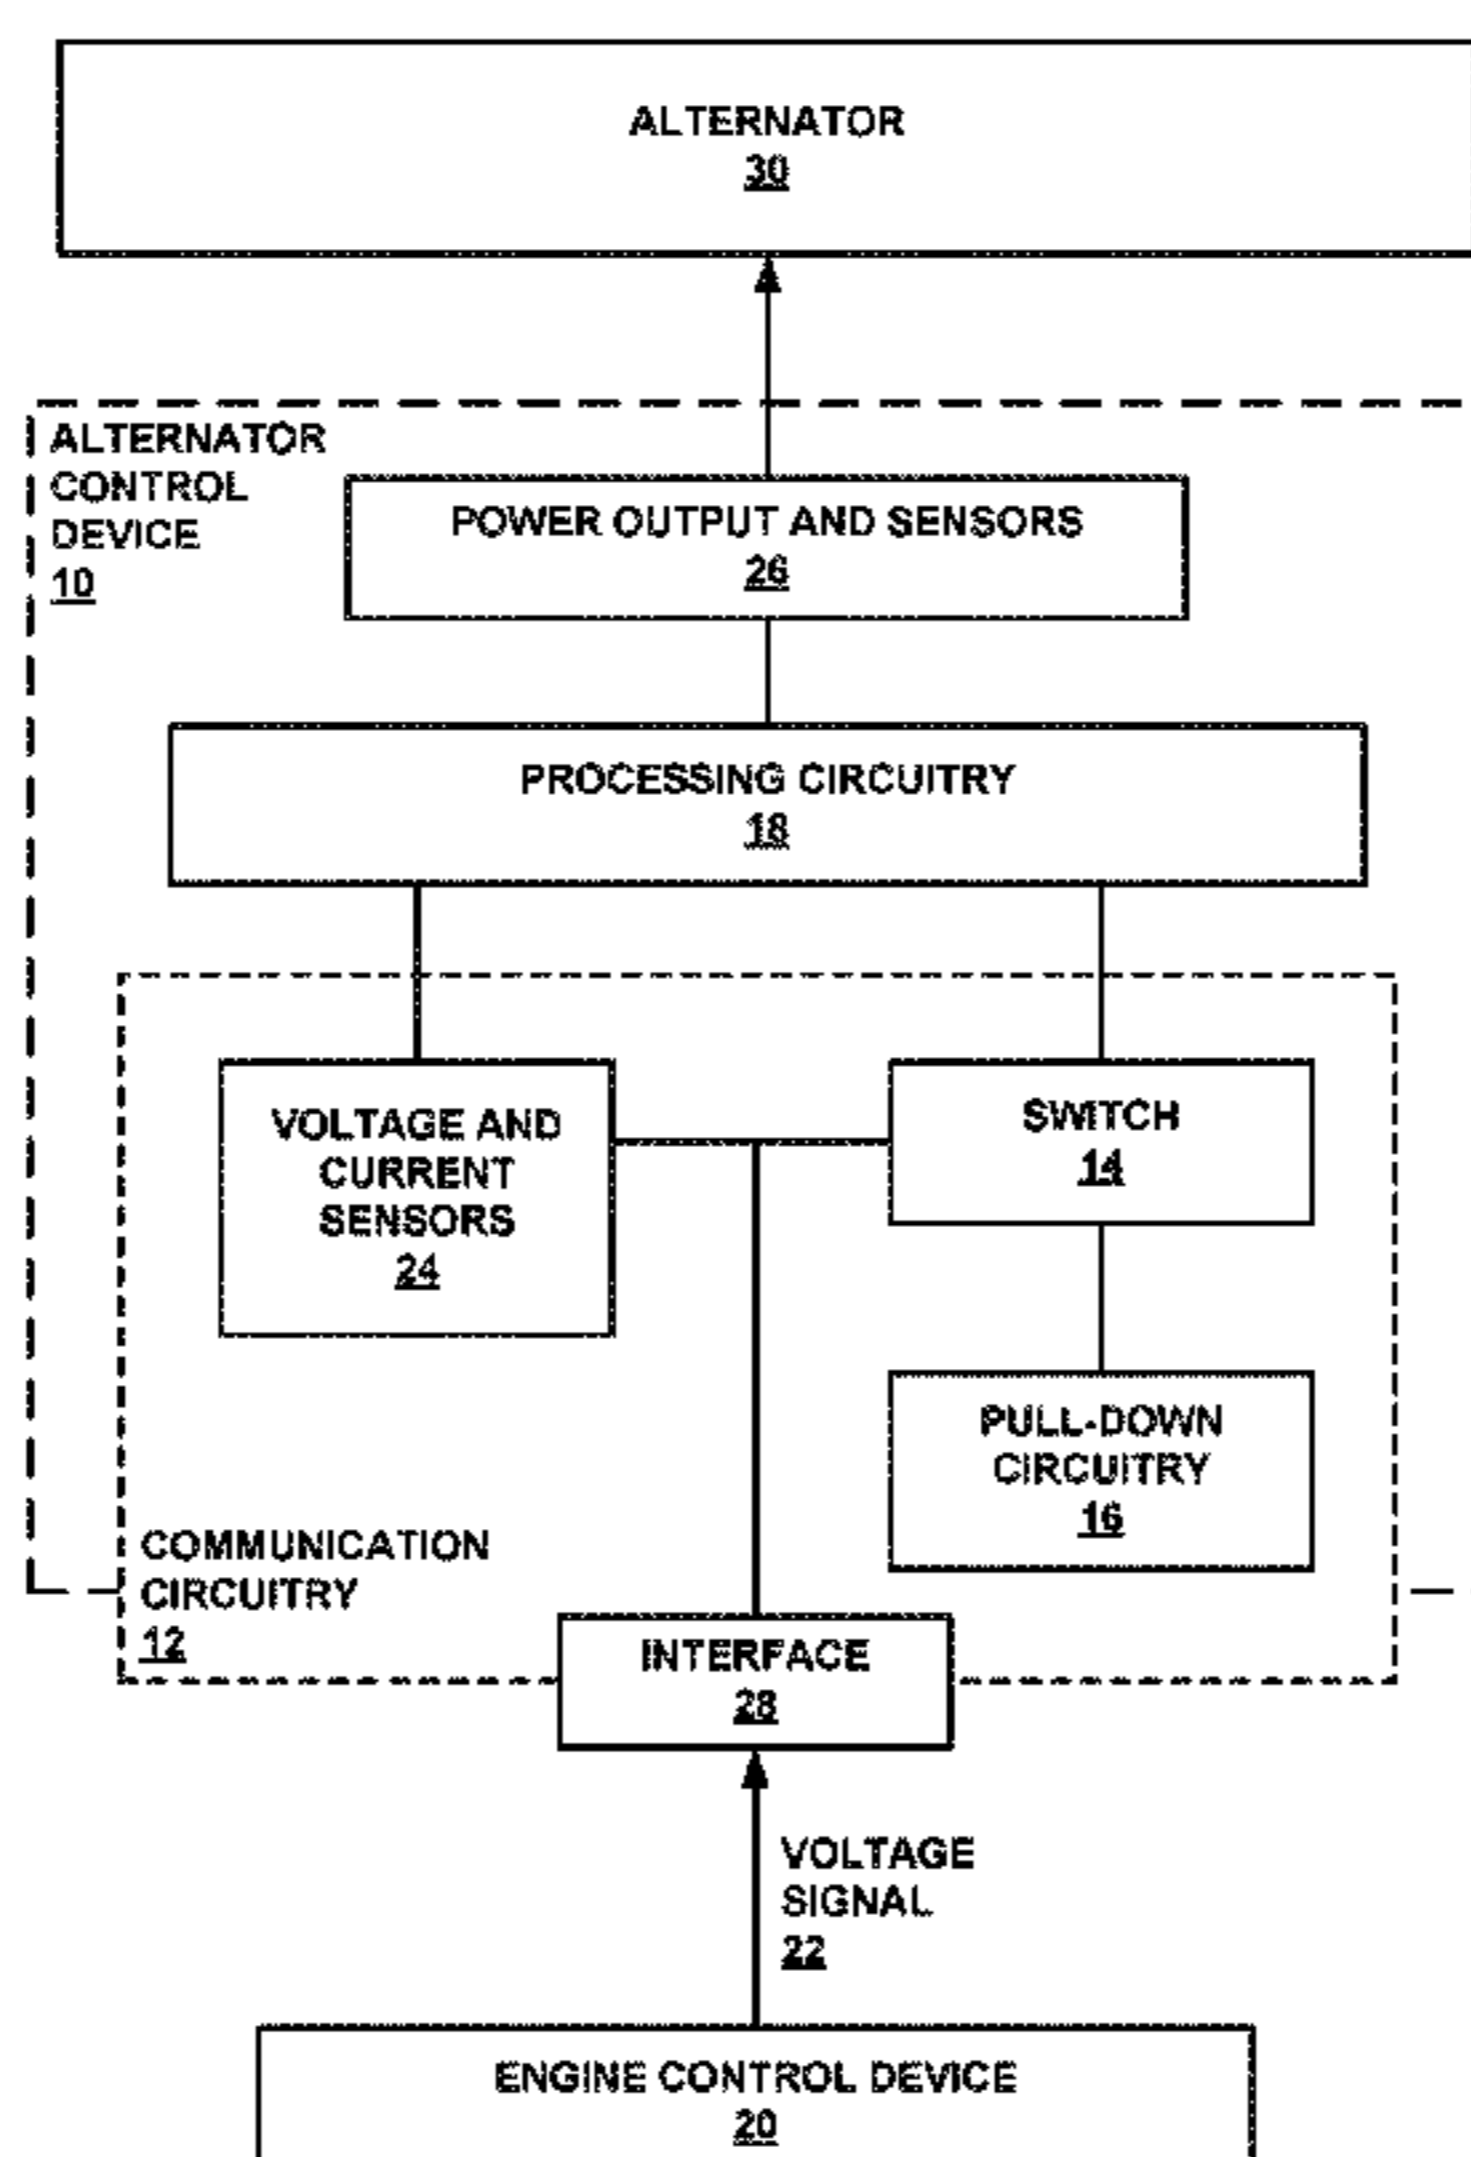 ALTERNATOR
30
ALTERNATOR
CONTROL
DEVICE
10
POWER OUTPUT AND SENSORS
26
PROCESSING CIRCUITRY
18
VOLTAGE AND
CURRENT
SENSORS
24
SWITCH
14
PULL-DOWN
CIRCUITRY
16
COMMUNICATION
CIRCUITRY
12
INTERFACE
28
VOLTAGE
SIGNAL
22
ENGINE CONTROL DEVICE
20